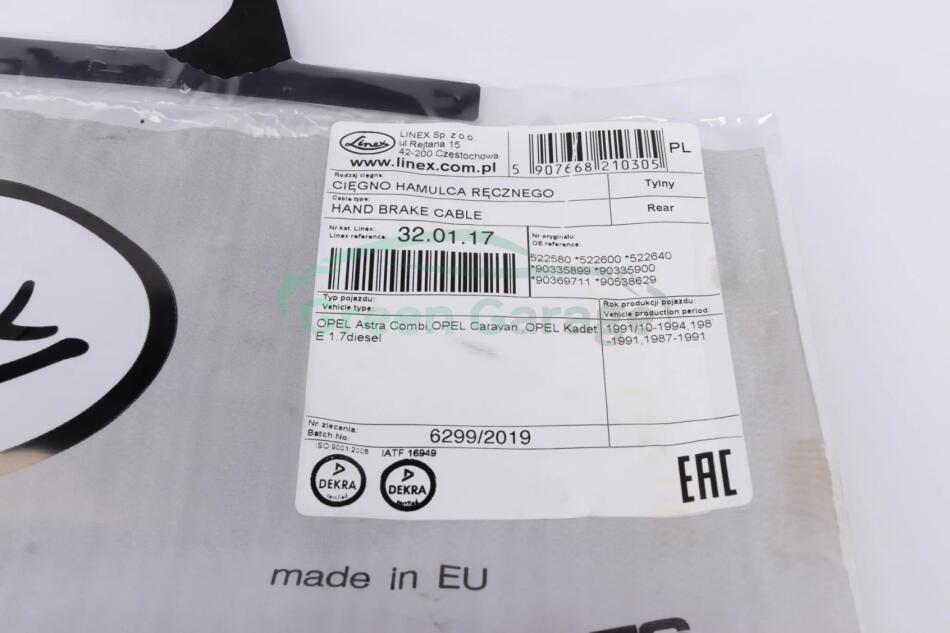 Linex
LINEX Sp. z o.o.
ul.Rejtana 15
42-200 Częstochowa
www.linex.com.pl
5 907668 210305
PL
Rodzaj cięgna:
CIĘGNO HAMULCA RĘCZNEGO
Tylny
Cable type:
HAND BRAKE CABLE
Rear
Nr kat. Linex:
Linex reference:
32.01.17
Nr oryginału:
OE reference:
522580 *522600 *522640
*90335899 *90335900
*90369711 *90538629
Green Garage
Typ pojazdu:
Vehicle type:
Rok produkcji pojazdu:
Vehicle production period:
OPEL Astra Combi,OPEL Caravan ,OPEL Kadet
E 1.7diesel
1991/10-1994,198
-1991,1987-1991
Nr zlecenia:
Batch No:
6299/2019
ISO 9001:2008
IATF 16949
DEKRA
DEKRA
EAC
made in EU